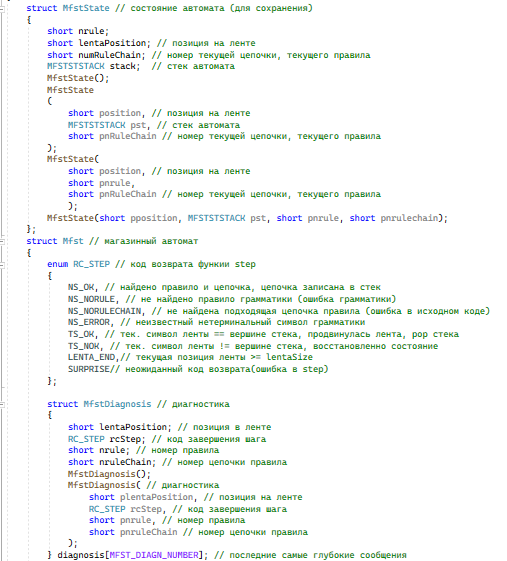 struct MfstState // состояние автомата (для сохранения)
{
short nrule;
short lentaPosition; // позиция на ленте
short numRuleChain; // номер текущей цепочки, текущего правила
MFSTSTSTACK stack; // стек автомата
MfstState();
MfstState
(
short position, // позиция на ленте
MFSTSTSTACK pst, // стек автомата
short pnRuleChain // номер текущей цепочки, текущего правила
);
MfstState(
short position, // позиция на ленте
short pnrule,
short pnRuleChain // номер текущей цепочки, текущего правила
);
MfstState(short pposition, MFSTSTSTACK pst, short pnrule, short pnrulechain);
};
struct Mfst // магазинный автомат
{
enum RC_STEP // код возврата функии step
{
NS_OK, // найдено правило и цепочка, цепочка записана в стек
NS_NORULE, // не найдено правило грамматики (ошибка грамматики)
NS_NORULECHAIN, // не найдена подходящая цепочка правила (ошибка в исходном коде)
NS_ERROR, // неизвестный нетерминальный символ грамматики
TS_OK, // тек. символ ленты == вершине стека, продвинулась лента, pop стека
TS_NOK, // тек. символ ленты != вершине стека, восстановлено состояние
LENTA_END,// текущая позиция ленты >= lentaSize
SURPRISE// неожиданный код возврата(ошибка в step)
};
struct MfstDiagnosis // диагностика
{
short lentaPosition; // позиция в ленте
RC_STEP rcStep; // код завершения шага
short nrule; // номер правила
short nruleChain; // номер цепочки правила
MfstDiagnosis();
MfstDiagnosis( // диагностика
short plentaPosition, // позиция на ленте
RC_STEP rcStep, // код завершения шага
short pnrule, // номер правила
short pnruleChain // номер цепочки правила
);
} diagnosis[MFST_DIAGN_NUMBER]; // последние самые глубокие сообщения